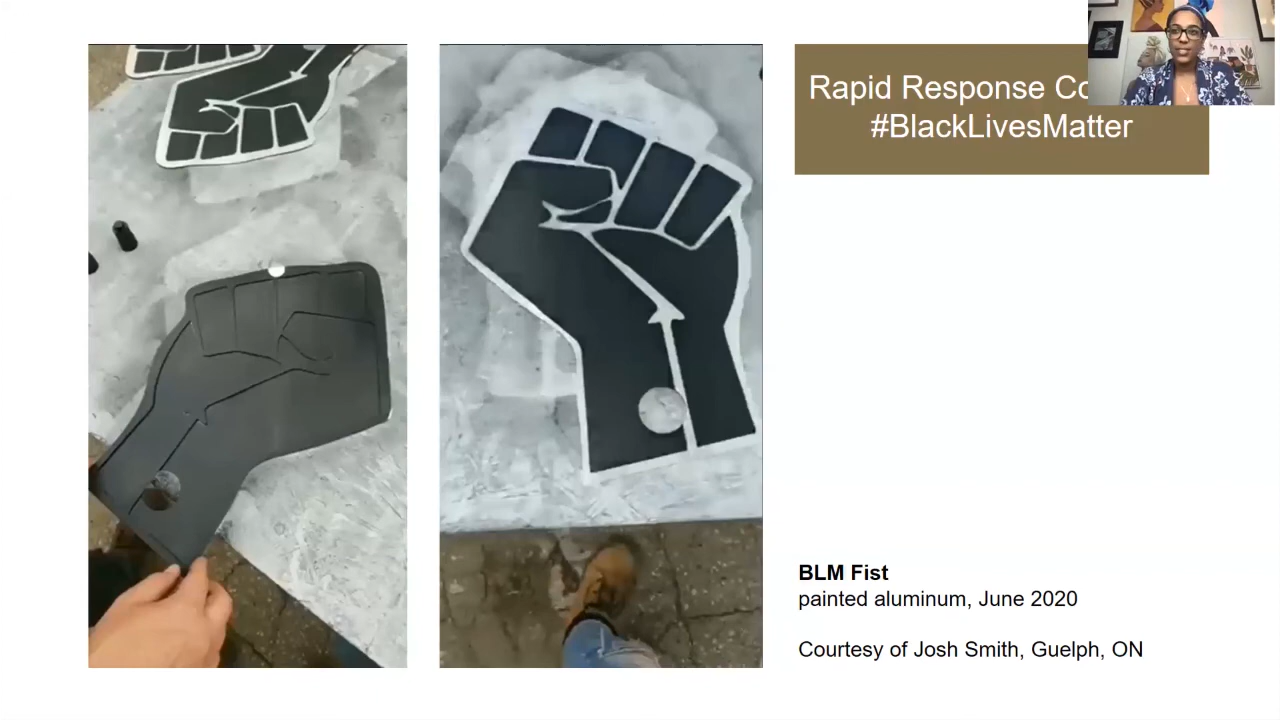 Rapid Response Co
#BlackLivesMatter
BLM Fist
painted aluminum, June 2020
Courtesy of Josh Smith, Guelph, ON